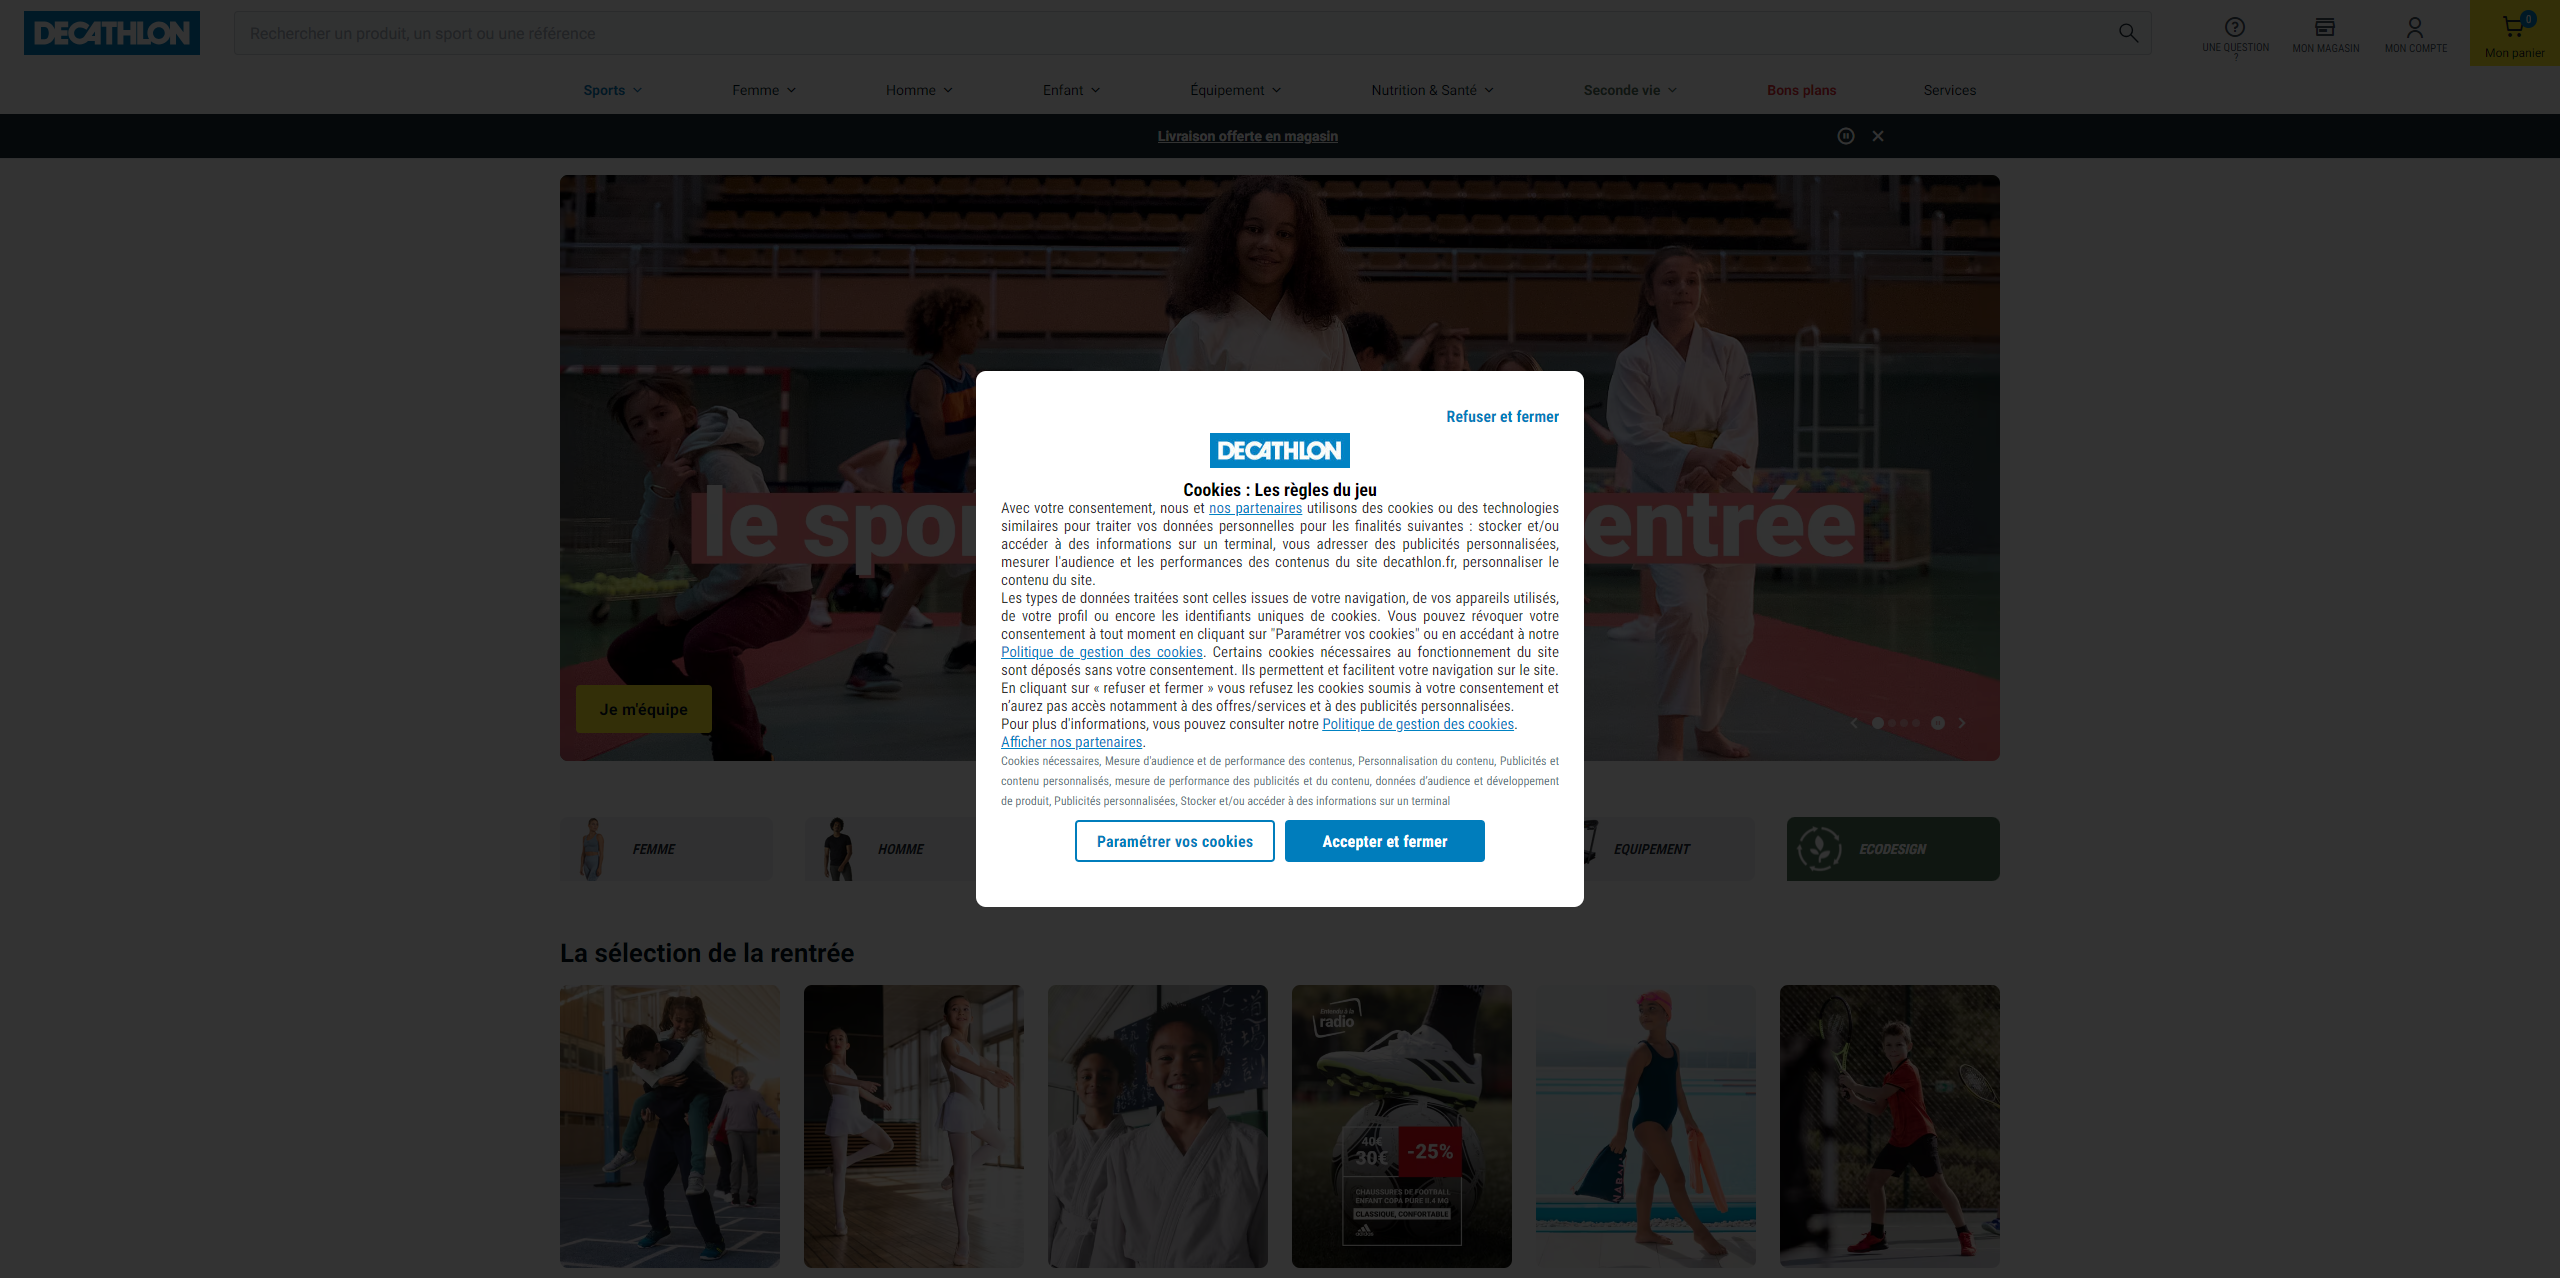 DECATHLON
Rechercher un produit, un sport ou une référence
UNE QUESTION
?
MON MAGASIN
MON COMPTE
0
Mon panier
Sports
Femme
Homme
Enfant
Équipement
Nutrition & Santé
Seconde vie
Bons plans
Services
Livraison offerte en magasin
le spor
entrée
Je m'équipe
Refuser et fermer
DECATHLON
Cookies : Les règles du jeu
Avec votre consentement, nous et nos partenaires utilisons des cookies ou des technologies
similaires pour traiter vos données personnelles pour les finalités suivantes : stocker et/ou
accéder à des informations sur un terminal, vous adresser des publicités personnalisées,
mesurer l'audience et les performances des contenus du site decathlon.fr, personnaliser le
contenu du site.
Les types de données traitées sont celles issues de votre navigation, de vos appareils utilisés,
de votre profil ou encore les identifiants uniques de cookies. Vous pouvez révoquer votre
consentement à tout moment en cliquant sur "Paramétrer vos cookies" ou en accédant à notre
Politique de gestion des cookies. Certains cookies nécessaires au fonctionnement du site
sont déposés sans votre consentement. Ils permettent et facilitent votre navigation sur le site.
En cliquant sur « refuser et fermer » vous refusez les cookies soumis à votre consentement et
n’aurez pas accès notamment à des offres/services et à des publicités personnalisées.
Pour plus d'informations, vous pouvez consulter notre Politique de gestion des cookies.
Afficher nos partenaires.
Cookies nécessaires, Mesure d'audience et de performance des contenus, Personnalisation du contenu, Publicités et
contenu personnalisés, mesure de performance des publicités et du contenu, données d’audience et développement
de produit, Publicités personnalisées, Stocker et/ou accéder à des informations sur un terminal
Paramétrer vos cookies
Accepter et fermer
FEMME
HOMME
EQUIPEMENT
ECODESIGN
La sélection de la rentrée
Entendu à la
radio
40€
30€
-25%
CHAUSSURES DE FOOTBALL
ENFANT COPA PURE II.4 MG
CLASSIQUE, CONFORTABLE
adidas